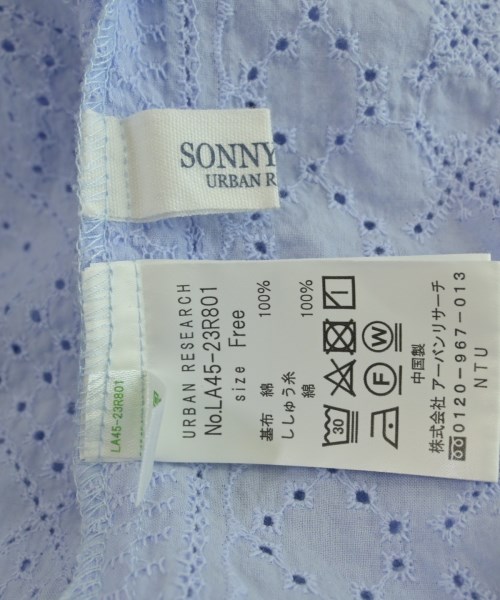 SONNY
URBAN R
URBAN RESEARCH
No.LA45-23R801
size Free
基布 綿 100%
ししゅう糸
綿 100%
30
F W
中国製
株式会社 アーバンリサーチ
0120-967-013
NTU
LA45-23R801